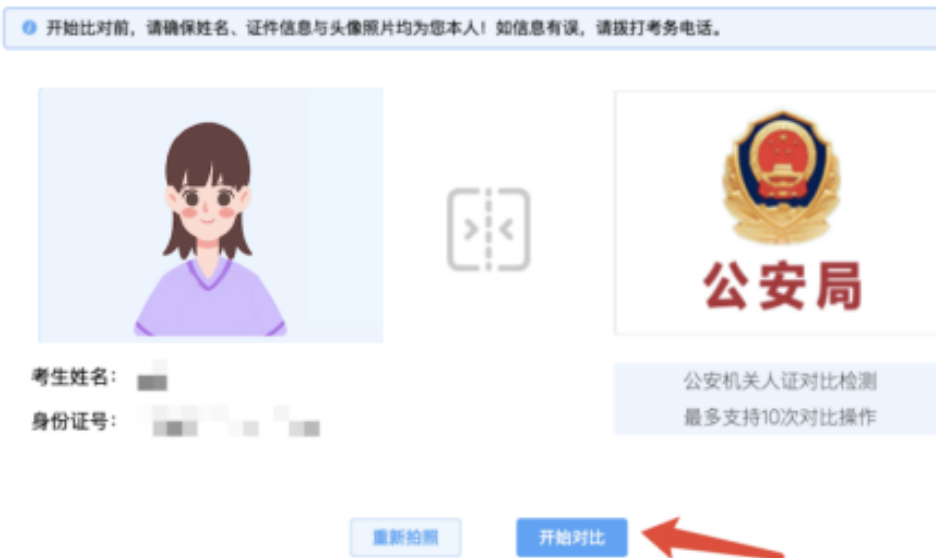 开始比对前，请确保姓名、证件信息与头像照片均为您本人！如信息有误，请拨打考务电话。
公安局
考生姓名：
身份证号：
公安机关人证对比检测
最多支持10次对比操作
重新拍照
开始对比